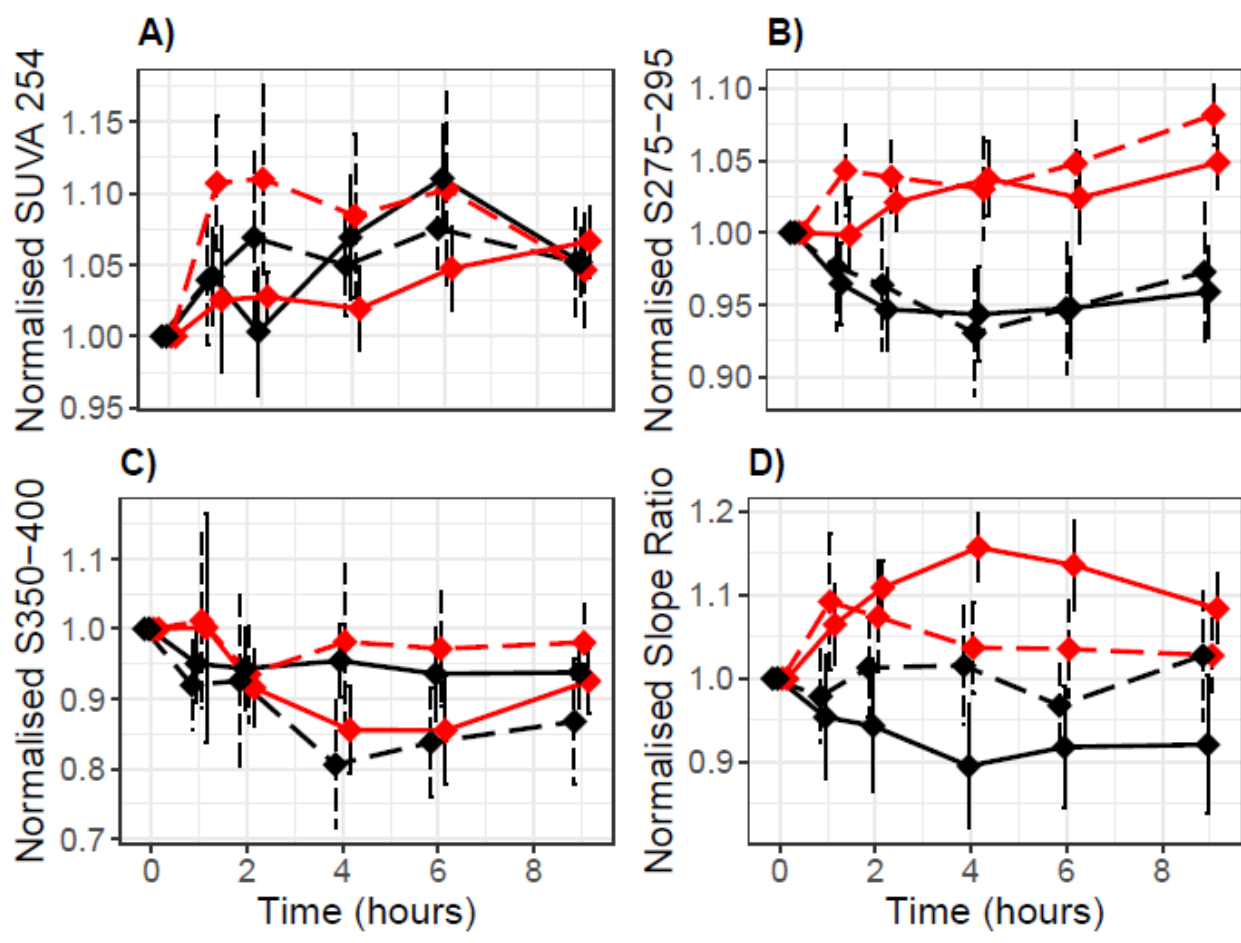 A)
Normalised SUVA 254
1.15
1.10
1.05
1.00
0.95
B)
Normalised S275−295
1.10
1.05
1.00
0.95
0.90
C)
Normalised S350−400
1.1
1.0
0.9
0.8
0.7
0 2 4 6 8
Time (hours)
D)
Normalised Slope Ratio
1.2
1.1
1.0
0.9
0 2 4 6 8
Time (hours)